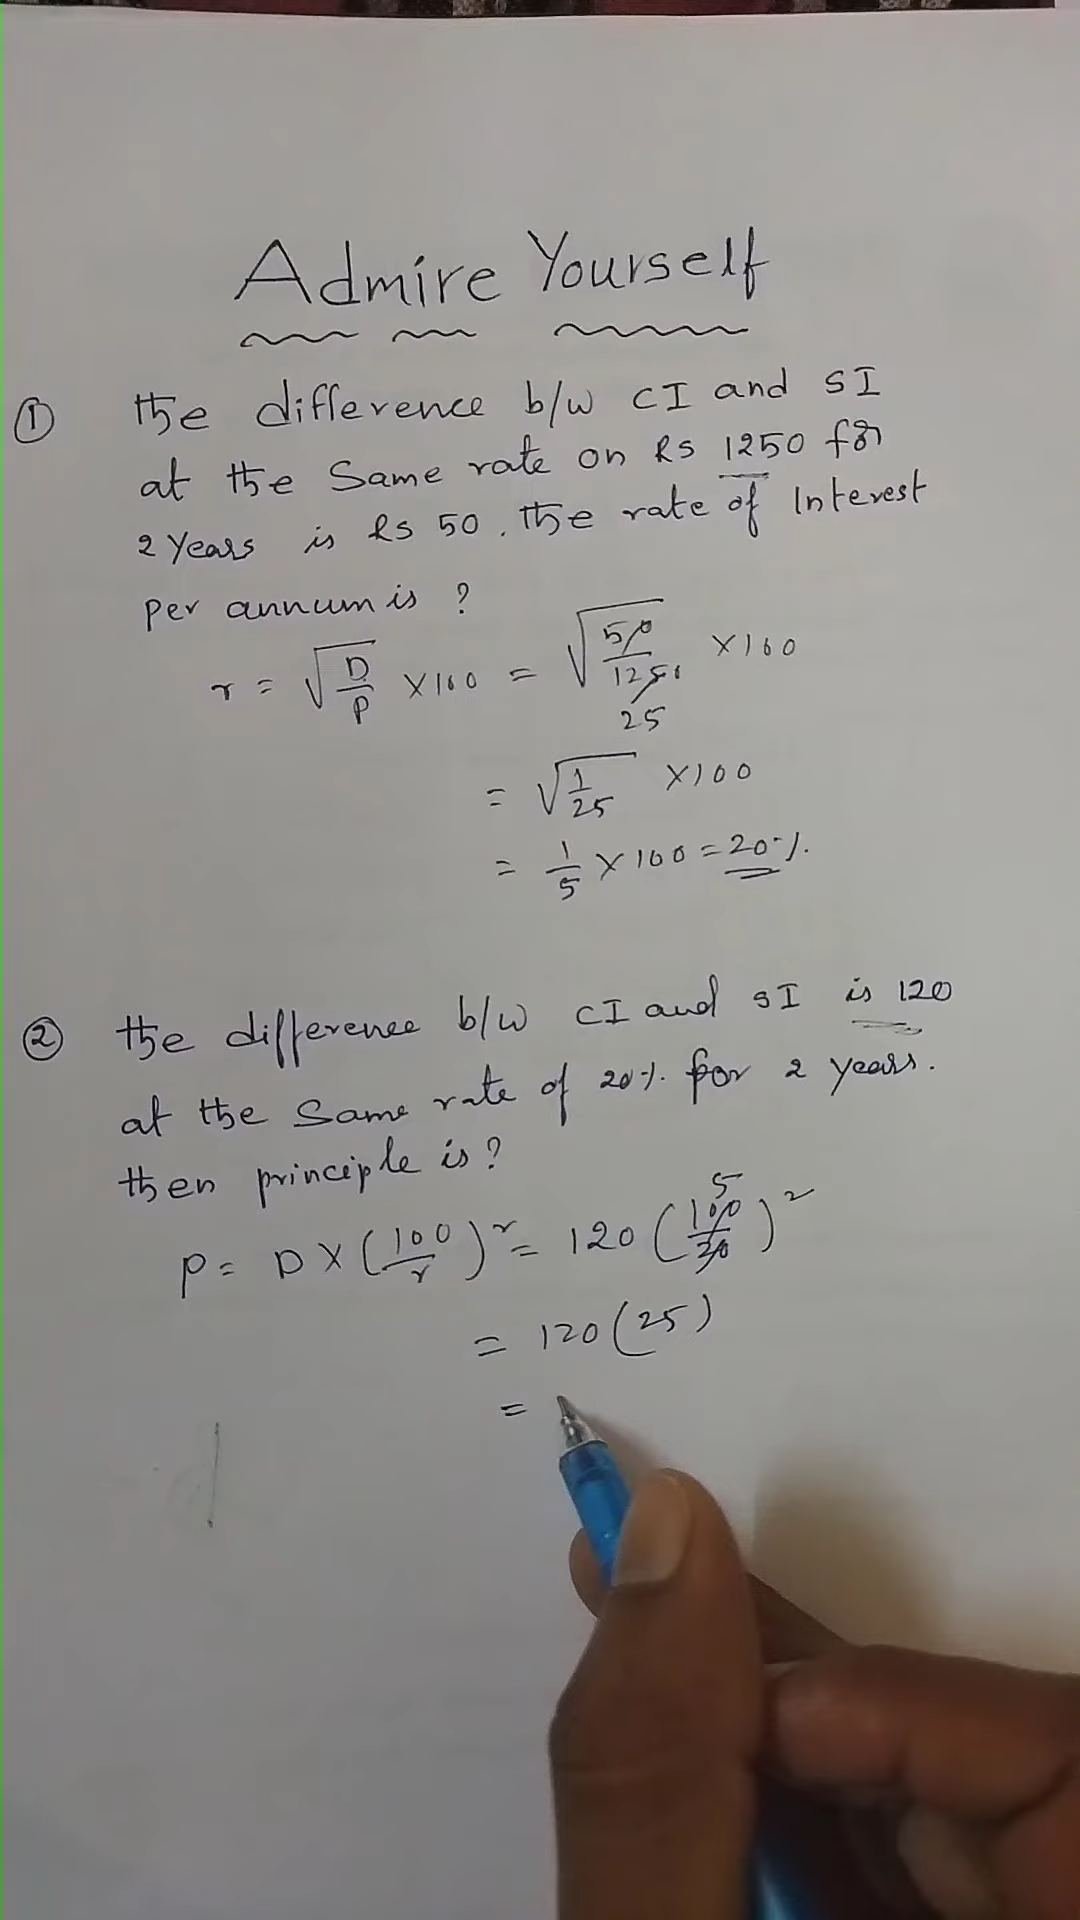 Admire Yourself
① the difference b/w CI and SI
at the Same rate on Rs 1250 for
2 Years is Rs 50. the rate of Interest
Per annum is ?
r = √(D/P) × 100 = √(50/1250) × 100
25
= √(1/25) × 100
= 1/5 × 100 = 20%.
② the difference b/w CI and SI is 120
at the Same rate of 20%. for 2 years.
then principle is?
P = D × (100/r)² = 120 (100/20)²
5
= 120 (25)
=